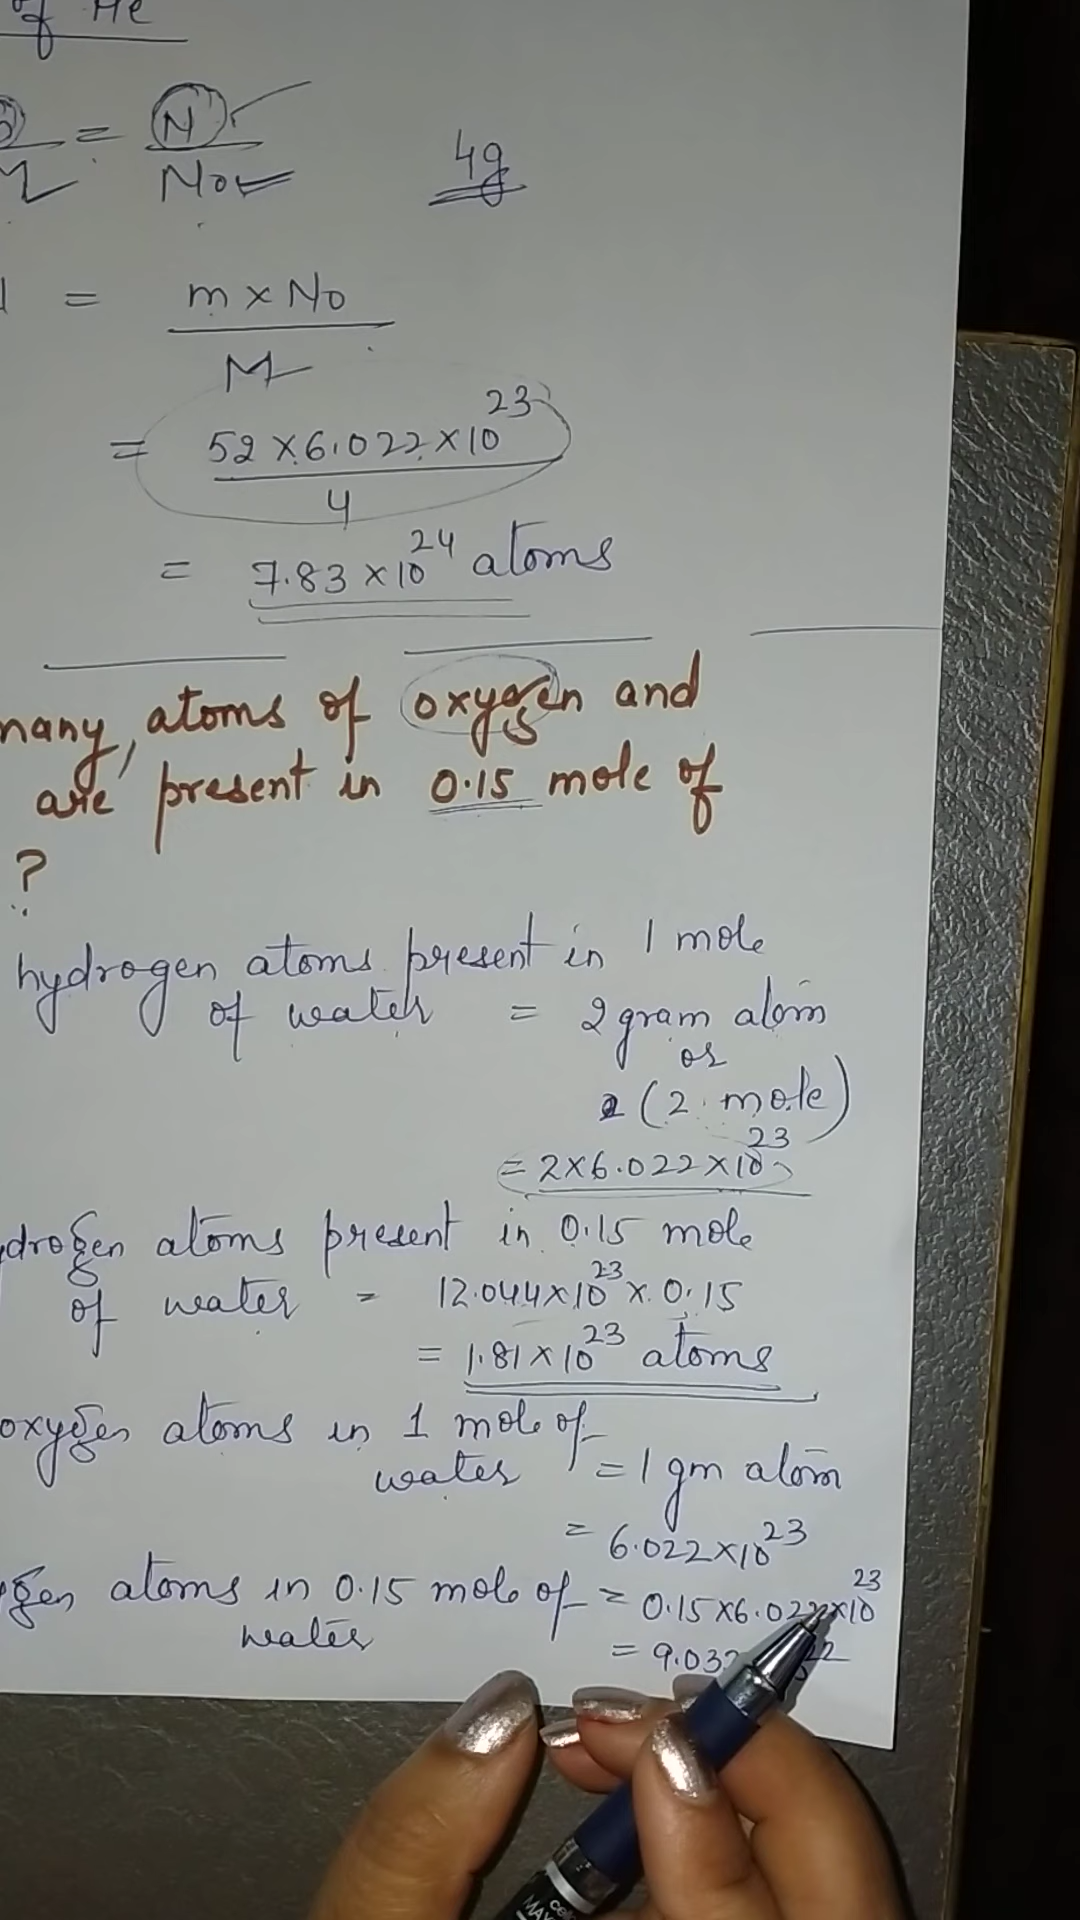 of He
= N
M No
4g
= m × No
M
= 52 × 6.022 × 10^23
4
= 7.83 × 10^24 atoms
many atoms of oxygen and
are present in 0.15 mole of
?
hydrogen atoms present in 1 mole
of water = 2 gram atom
or
2 (2 mole)
= 2×6.022×10^23
drogen atoms present in 0.15 mole
of water = 12.044×10^23 × 0.15
= 1.81×10^23 atoms
oxygen atoms in 1 mole of
water = 1 gm atom
= 6.022×10^23
gen atoms in 0.15 mole of = 0.15×6.022×10^23
water
= 9.03
22
cello
MAX